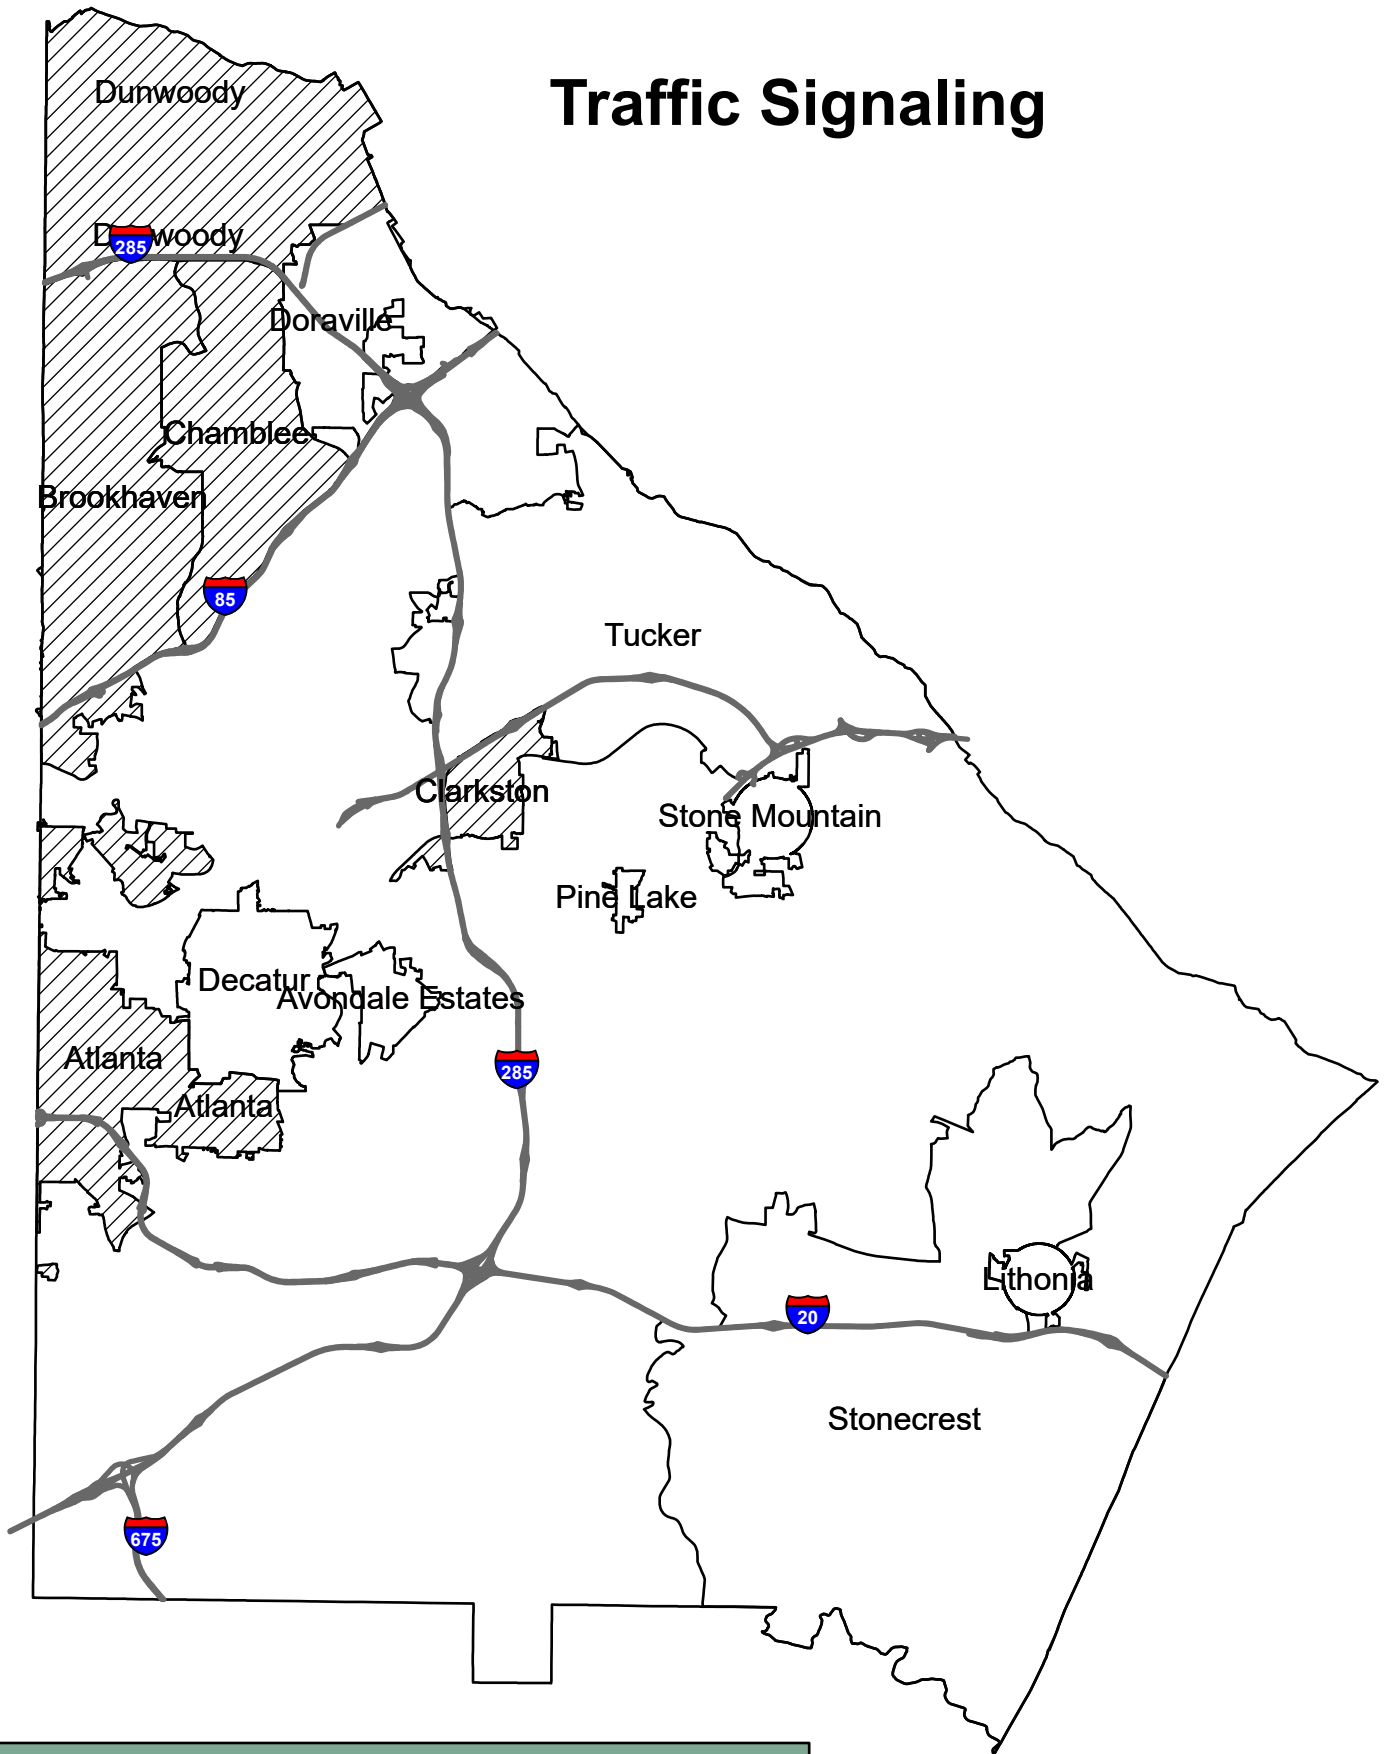 Traffic Signaling
Dunwoody
Dunwoody
285
Doraville
Chamblee
Brookhaven
85
Tucker
Clarkston
Stone Mountain
Pine Lake
Decatur
Avondale Estates
Atlanta
285
Atlanta
Lithonia
20
Stonecrest
675